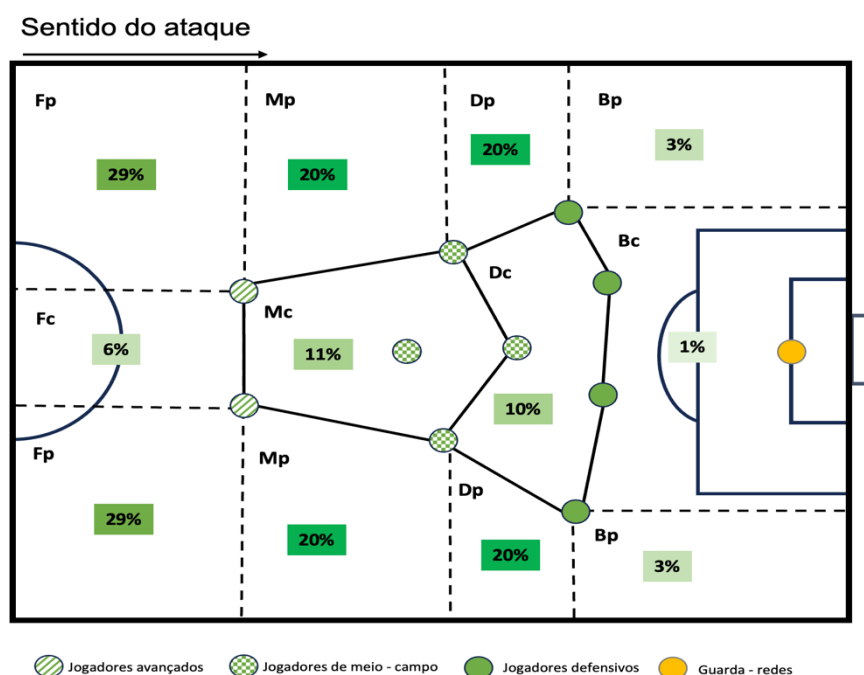 Sentido do ataque
Fp Mp Dp Bp
29% 20% 20% 3%
Bc
Dc
Fc Mc
6% 11% 1%
10%
Fp Mp Dp Bp
29% 20% 20% 3%
Jogadores avançados Jogadores de meio - campo Jogadores defensivos Guarda - redes